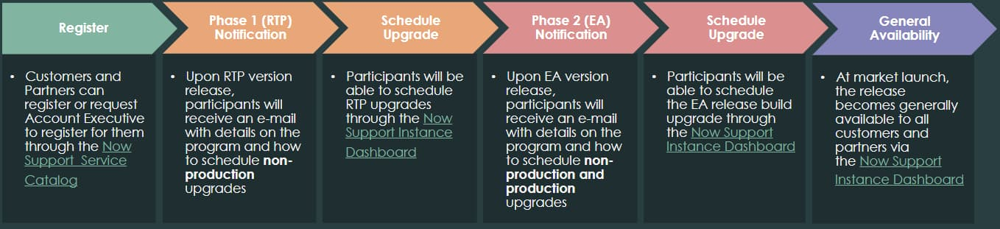 Register
Phase 1 (RTP)
Notification
Schedule
Upgrade
Phase 2 (EA)
Notification
Schedule
Upgrade
General
Availability
• Customers and
Partners can
register or request
Account Executive
to register for them
through the Now
Support Service
Catalog
• Upon RTP version
release,
participants will
receive an e-mail
with details on the
program and how
to schedule non-
production
upgrades
• Participants will be
able to schedule
RTP upgrades
through the Now
Support Instance
Dashboard
• Upon EA version
release,
participants will
receive an e-mail
with details on the
program and how
to schedule non-
production and
production
upgrades
• Participants will be
able to schedule
the EA release build
upgrade through
the Now Support
Instance Dashboard
• At market launch,
the release
becomes generally
available to all
customers and
partners via
the Now Support
Instance Dashboard